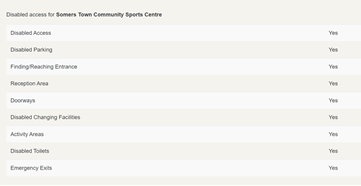 Disabled access for Somers Town Community Sports Centre
Disabled Access Yes
Disabled Parking Yes
Finding/Reaching Entrance Yes
Reception Area Yes
Doorways Yes
Disabled Changing Facilities Yes
Activity Areas Yes
Disabled Toilets Yes
Emergency Exits Yes